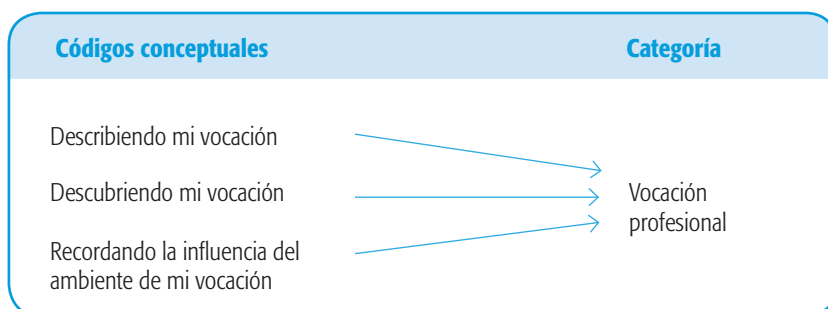 Códigos conceptuales
Categoría
Describiendo mi vocación
Descubriendo mi vocación
Recordando la influencia del
ambiente de mi vocación
Vocación
profesional